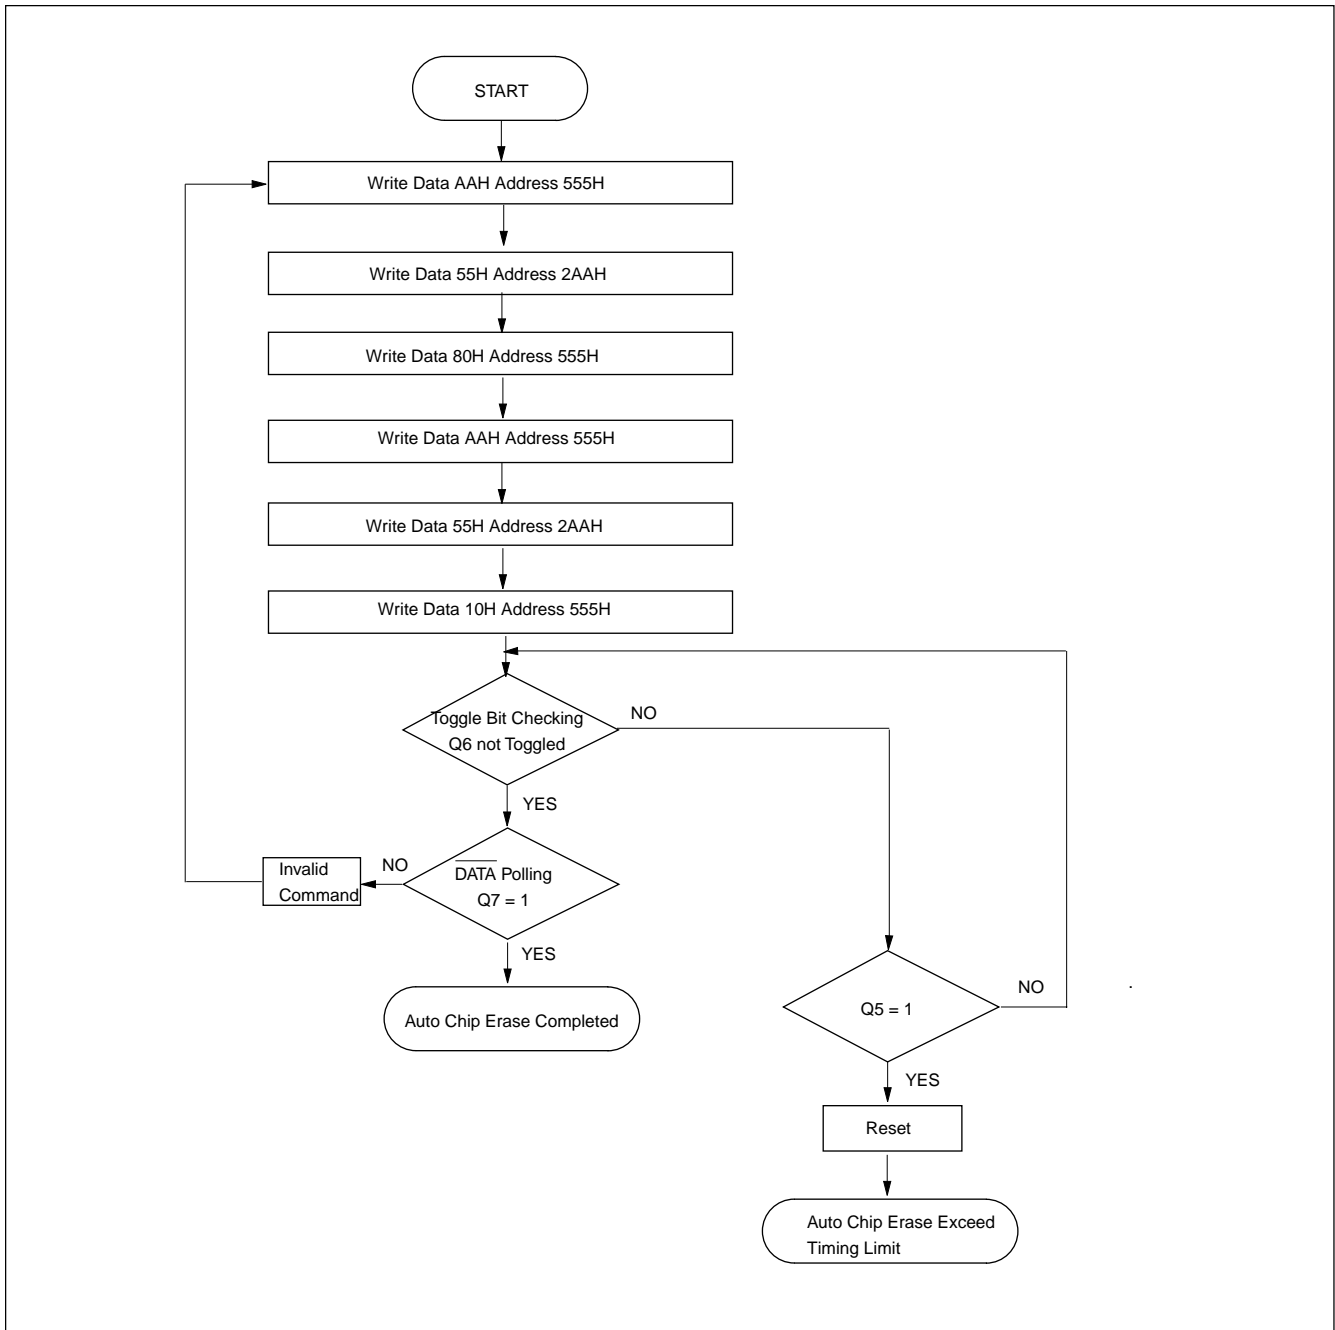 START
Write Data AAH Address 555H
Write Data 55H Address 2AAH
Write Data 80H Address 555H
Write Data AAH Address 555H
Write Data 55H Address 2AAH
Write Data 10H Address 555H
Toggle Bit Checking
Q6 not Toggled
NO
YES
Invalid
Command
NO
DATA Polling
Q7 = 1
YES
Auto Chip Erase Completed
Q5 = 1
NO
.
YES
Reset
Auto Chip Erase Exceed
Timing Limit